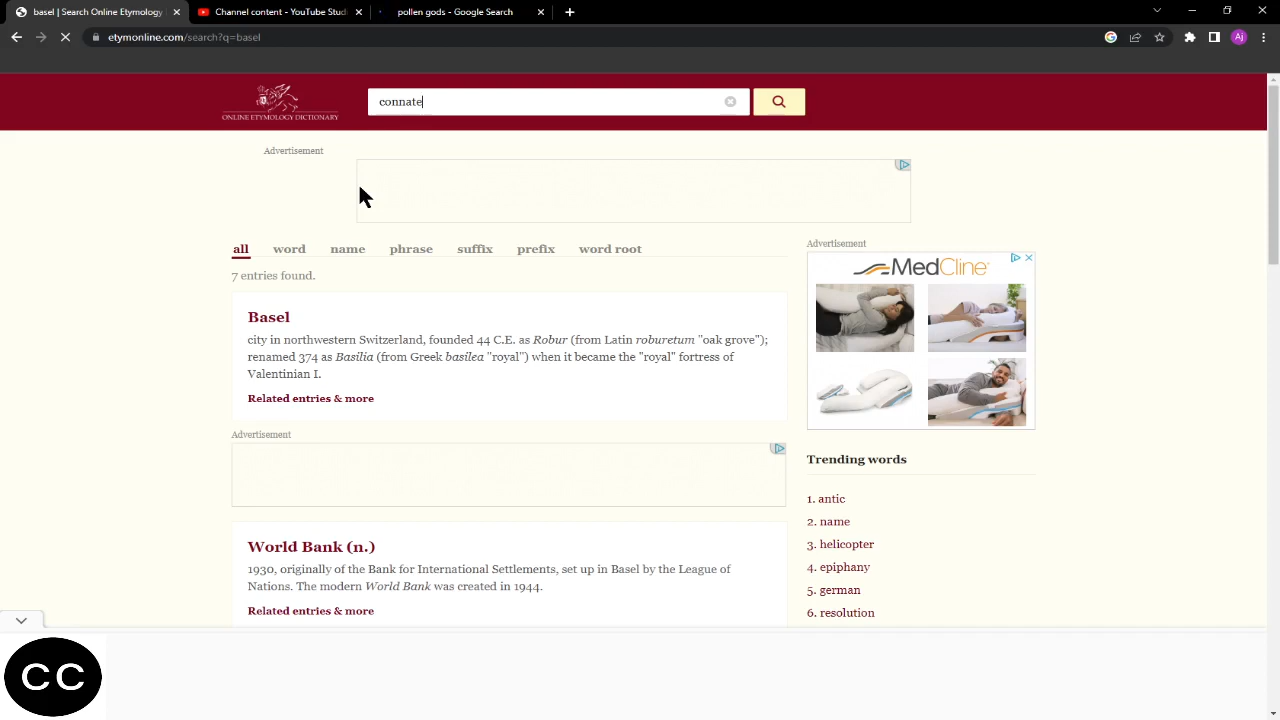 basel | Search Online Etymology
Channel content - YouTube Studi
pollen gods - Google Search
etymonline.com/search?q=basel
Aj
ONLINE ETYMOLOGY DICTIONARY
connate
Advertisement
all word name phrase suffix prefix word root
7 entries found.
Basel
city in northwestern Switzerland, founded 44 C.E. as Robur (from Latin roburetum "oak grove");
renamed 374 as Basilia (from Greek basilea "royal") when it became the "royal" fortress of
Valentinian I.
Related entries & more
Advertisement
World Bank (n.)
1930, originally of the Bank for International Settlements, set up in Basel by the League of
Nations. The modern World Bank was created in 1944.
Related entries & more
Advertisement
MedCline
Trending words
1. antic
2. name
3. helicopter
4. epiphany
5. german
6. resolution
CC